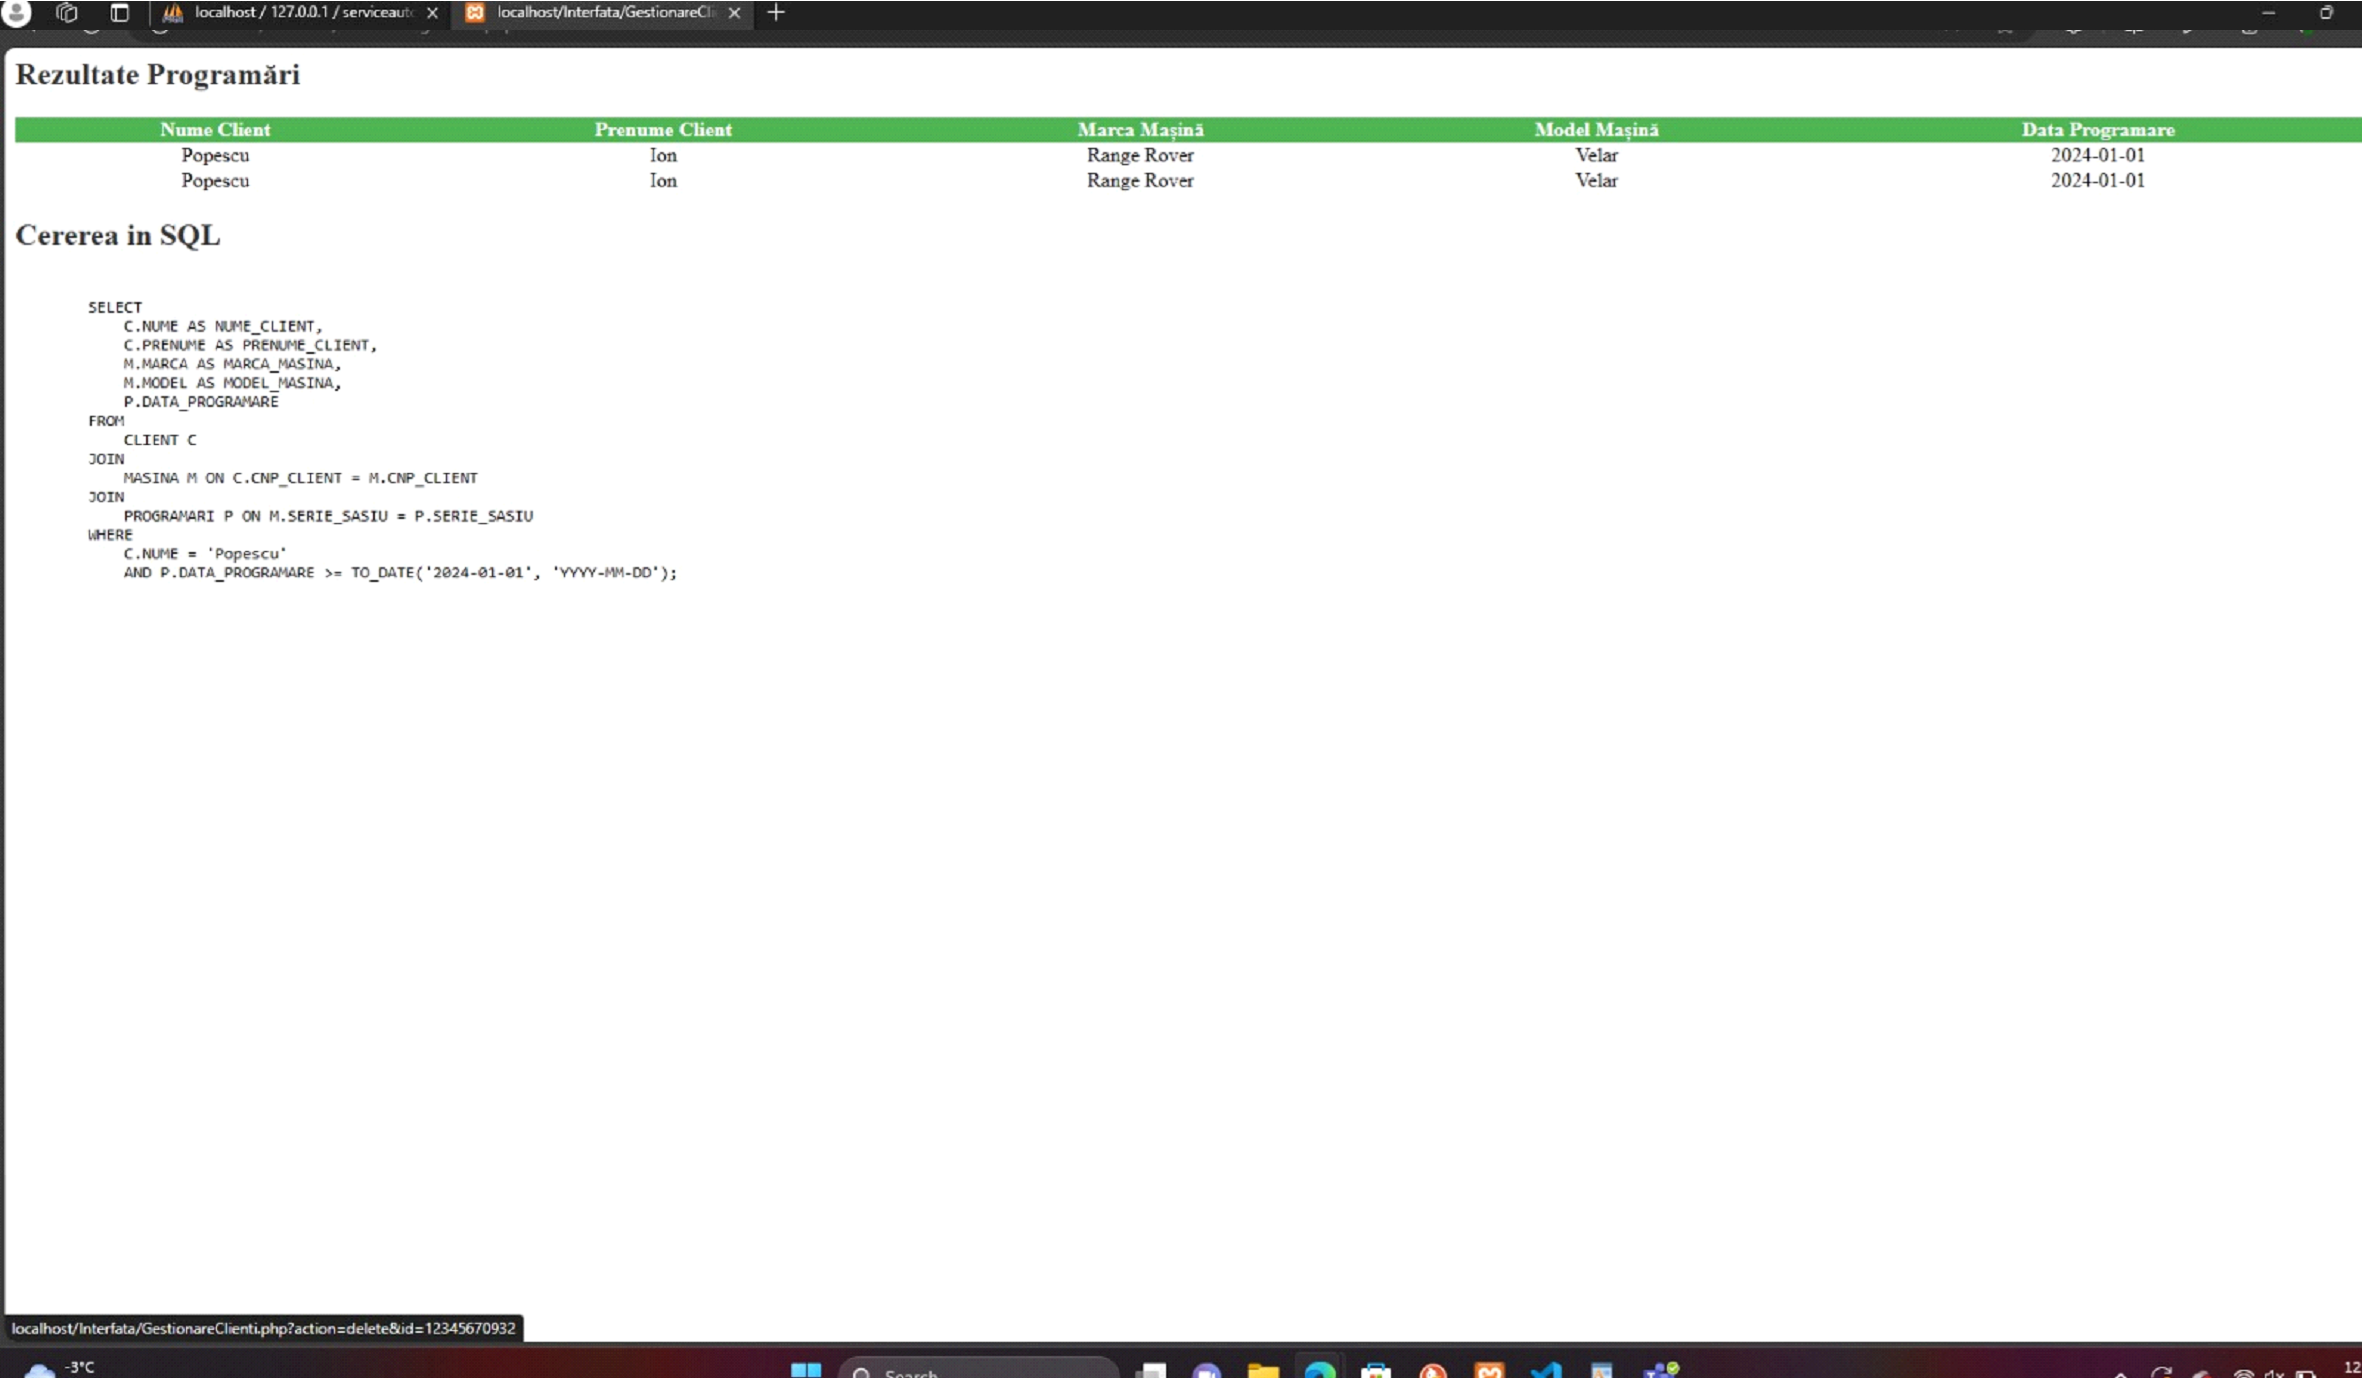 localhost / 127.0.0.1 / serviceauto
localhost/Interfata/GestionareCli
Rezultate Programări
Nume Client Prenume Client Marca Mașină Model Mașină Data Programare
Popescu Ion Range Rover Velar 2024-01-01
Popescu Ion Range Rover Velar 2024-01-01
Cererea in SQL
SELECT
C.NUME AS NUME_CLIENT,
C.PRENUME AS PRENUME_CLIENT,
M.MARCA AS MARCA_MASINA,
M.MODEL AS MODEL_MASINA,
P.DATA_PROGRAMARE
FROM
CLIENT C
JOIN
MASINA M ON C.CNP_CLIENT = M.CNP_CLIENT
JOIN
PROGRAMARI P ON M.SERIE_SASIU = P.SERIE_SASIU
WHERE
C.NUME = 'Popescu'
AND P.DATA_PROGRAMARE >= TO_DATE('2024-01-01', 'YYYY-MM-DD');
localhost/Interfata/GestionareClienti.php?action=delete&id=12345670932
-3°C
Search
12